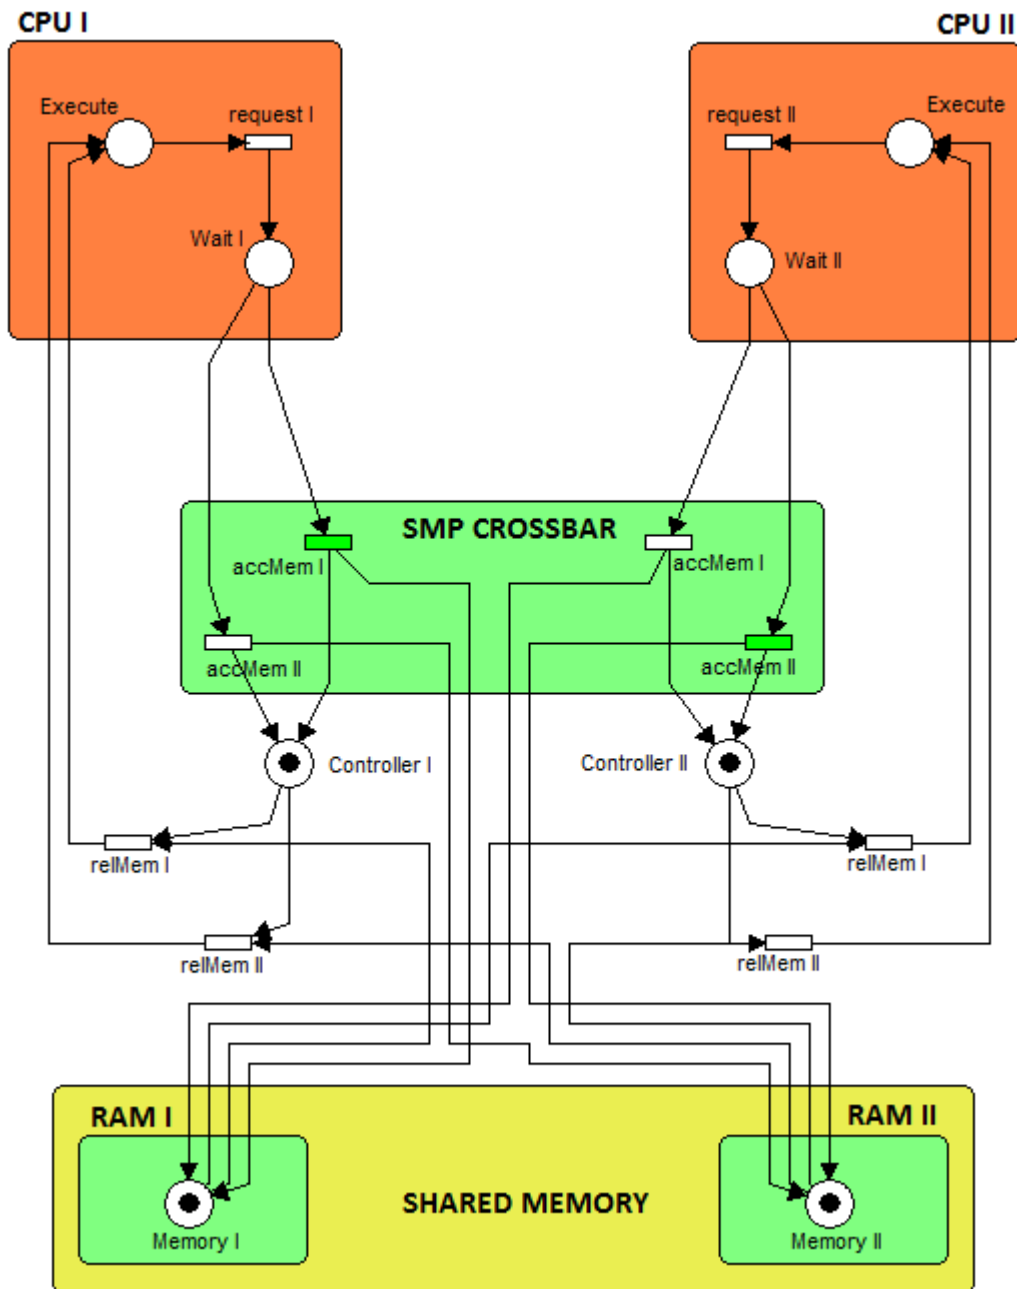 CPU I
CPU II
Execute
request I
request II
Execute
Wait I
Wait II
SMP CROSSBAR
accMem I
accMem I
accMem II
accMem II
Controller I
Controller II
relMem I
relMem I
relMem II
relMem II
RAM I
RAM II
SHARED MEMORY
Memory I
Memory II